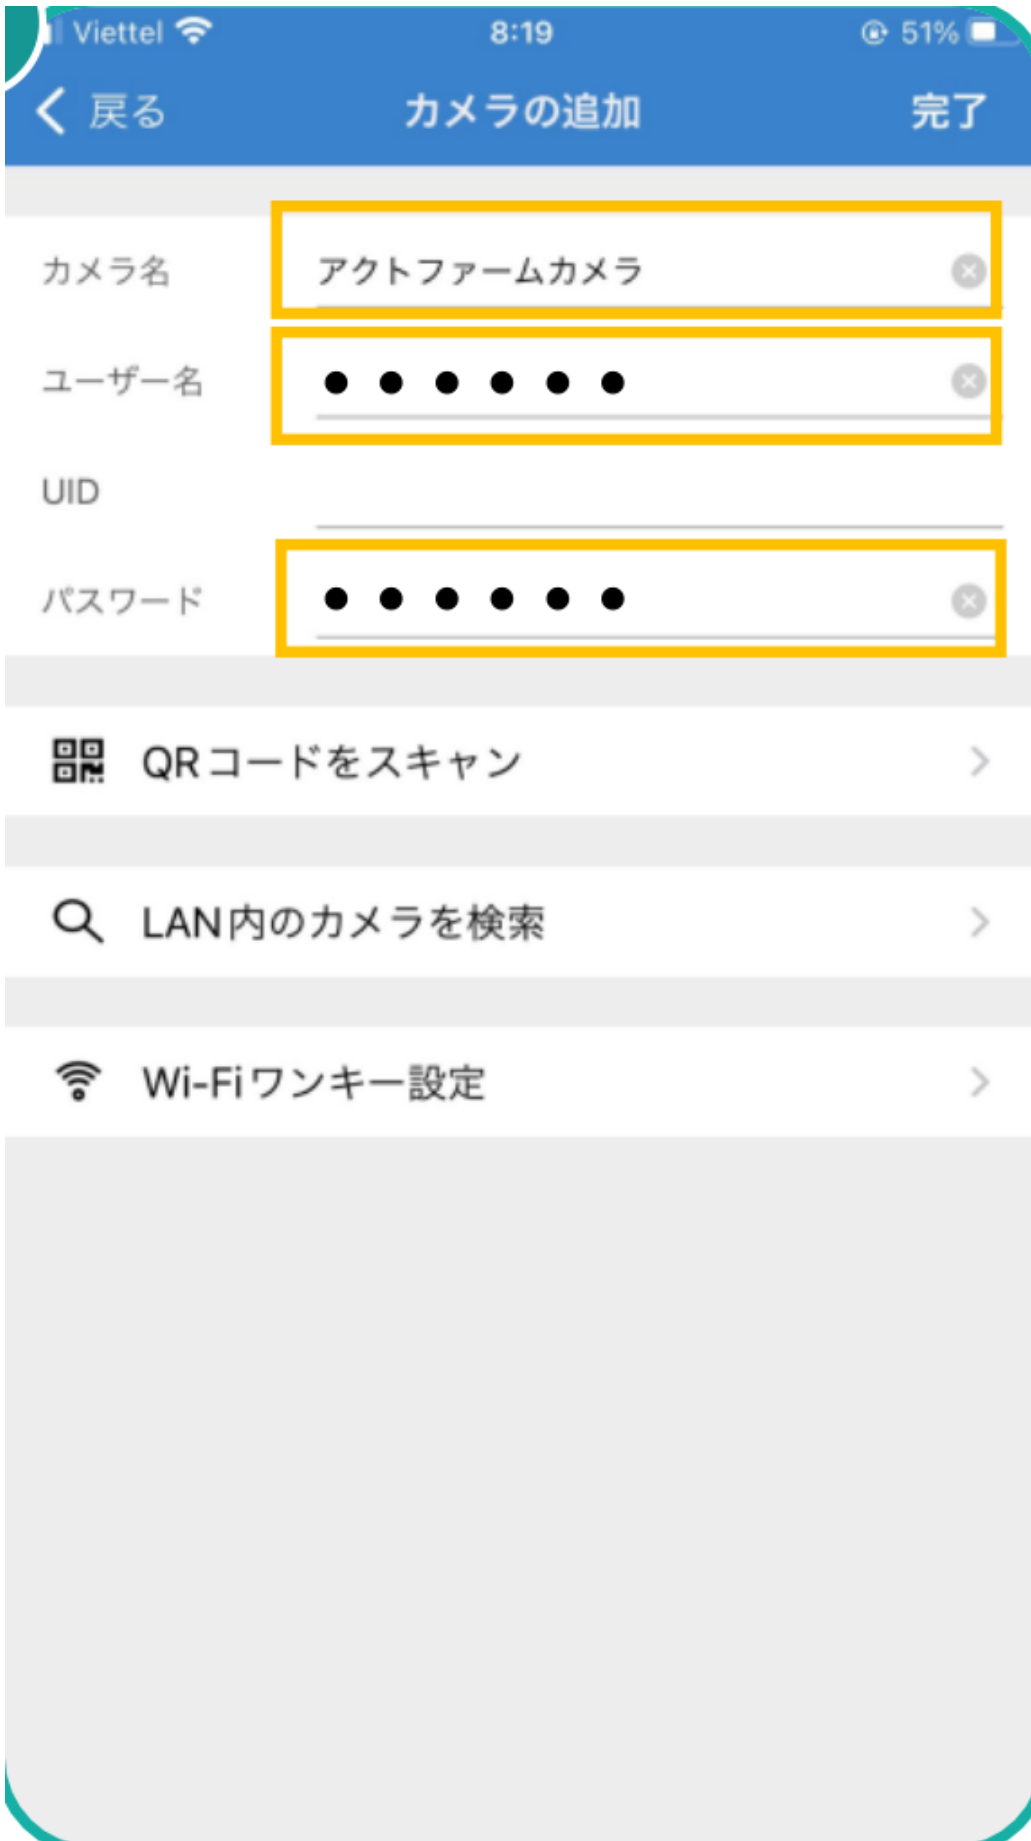 Viettel 8:19 51%
戻る カメラの追加 完了
カメラ名 アクトファームカメラ
ユーザー名 ● ● ● ● ● ●
UID
パスワード ● ● ● ● ● ●
QRコードをスキャン
LAN内のカメラを検索
Wi-Fiワンキー設定